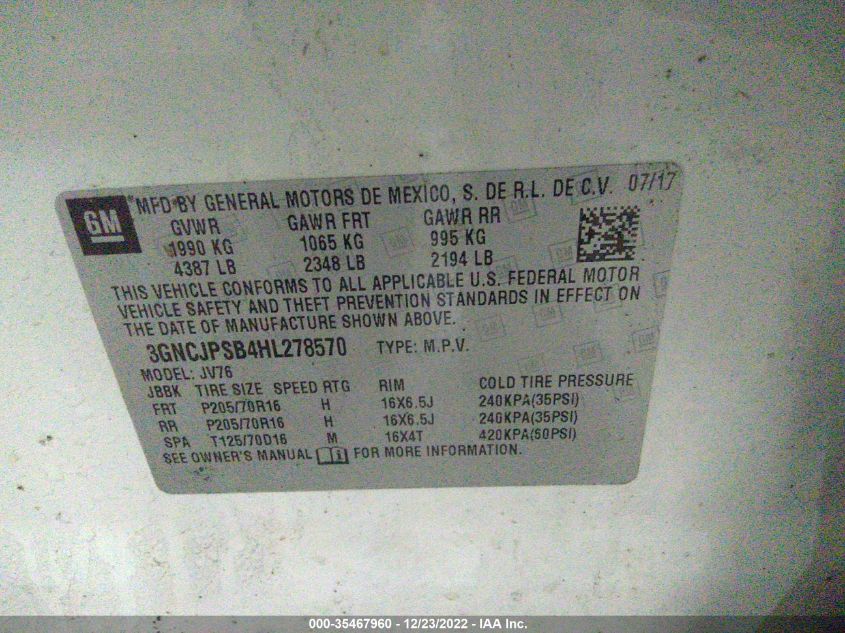 GM
MFD BY GENERAL MOTORS DE MEXICO, S. DE R.L. DE C.V. 07/17
GVWR GAWR FRT GAWR RR
1990 KG 1065 KG 995 KG
4387 LB 2348 LB 2194 LB
THIS VEHICLE CONFORMS TO ALL APPLICABLE U.S. FEDERAL MOTOR
VEHICLE SAFETY AND THEFT PREVENTION STANDARDS IN EFFECT ON
THE DATE OF MANUFACTURE SHOWN ABOVE.
3GNCJPSB4HL278570 TYPE: M.P.V.
MODEL: JV76
JBBK TIRE SIZE SPEED RTG RIM COLD TIRE PRESSURE
FRT P205/70R16 H 16X6.5J 240KPA(35PSI)
RR P205/70R16 H 16X6.5J 240KPA(35PSI)
SPA T125/70D16 M 16X4T 420KPA(60PSI)
SEE OWNER'S MANUAL FOR MORE INFORMATION.
000-35467960 - 12/23/2022 - IAA Inc.